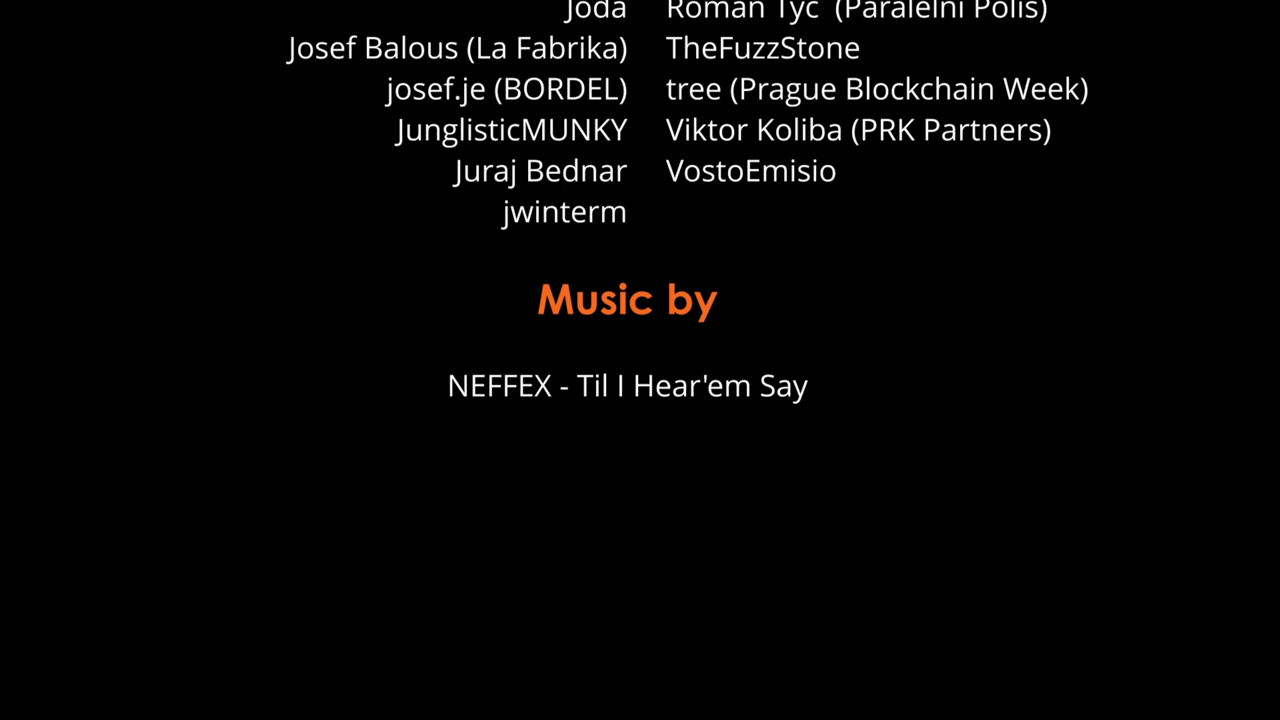 Joda Roman Týc (Paralelní Polis)
Josef Balous (La Fabrika) TheFuzzStone
josef.je (BORDEL) tree (Prague Blockchain Week)
JunglisticMUNKY Viktor Koliba (PRK Partners)
Juraj Bednar VostoEmisio
jwinterm
Music by
NEFFEX - Til I Hear'em Say